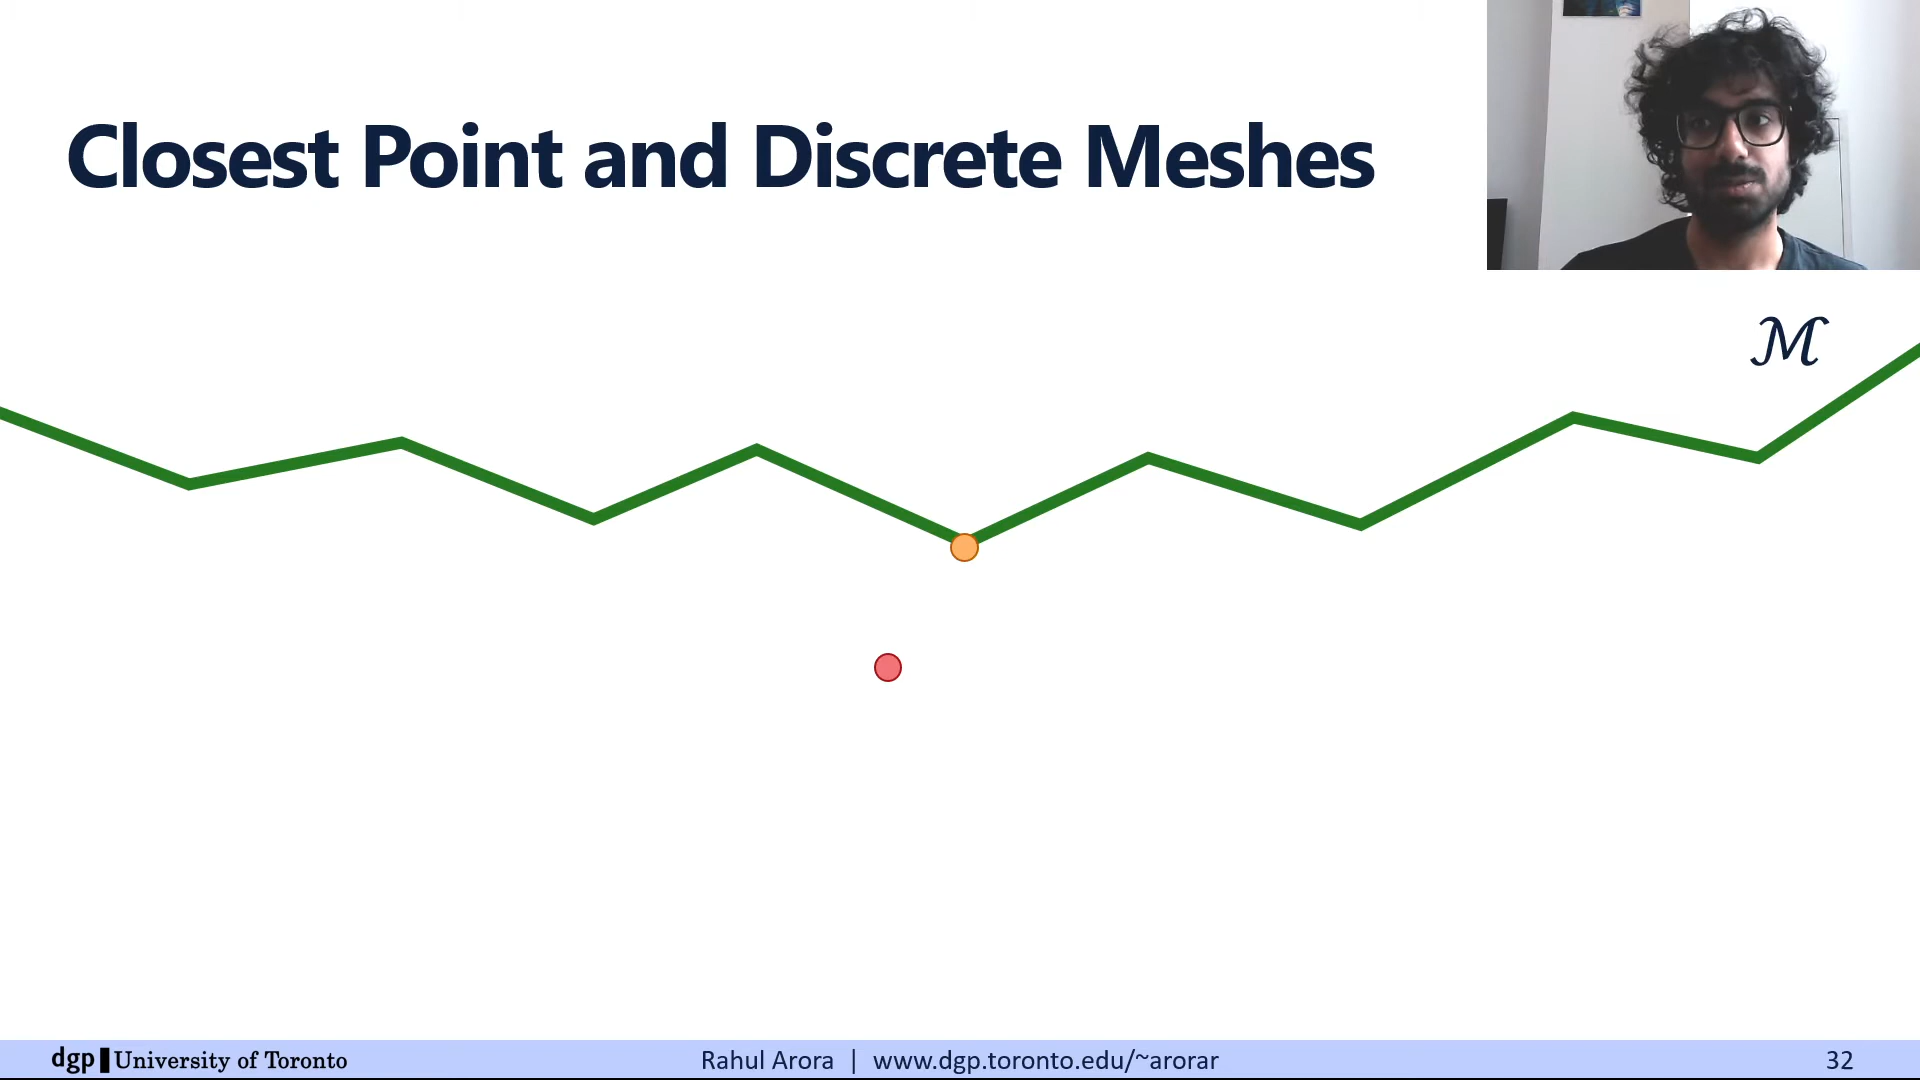 Closest Point and Discrete Meshes
ℳ
dgp University of Toronto
Rahul Arora | www.dgp.toronto.edu/~arorar
32